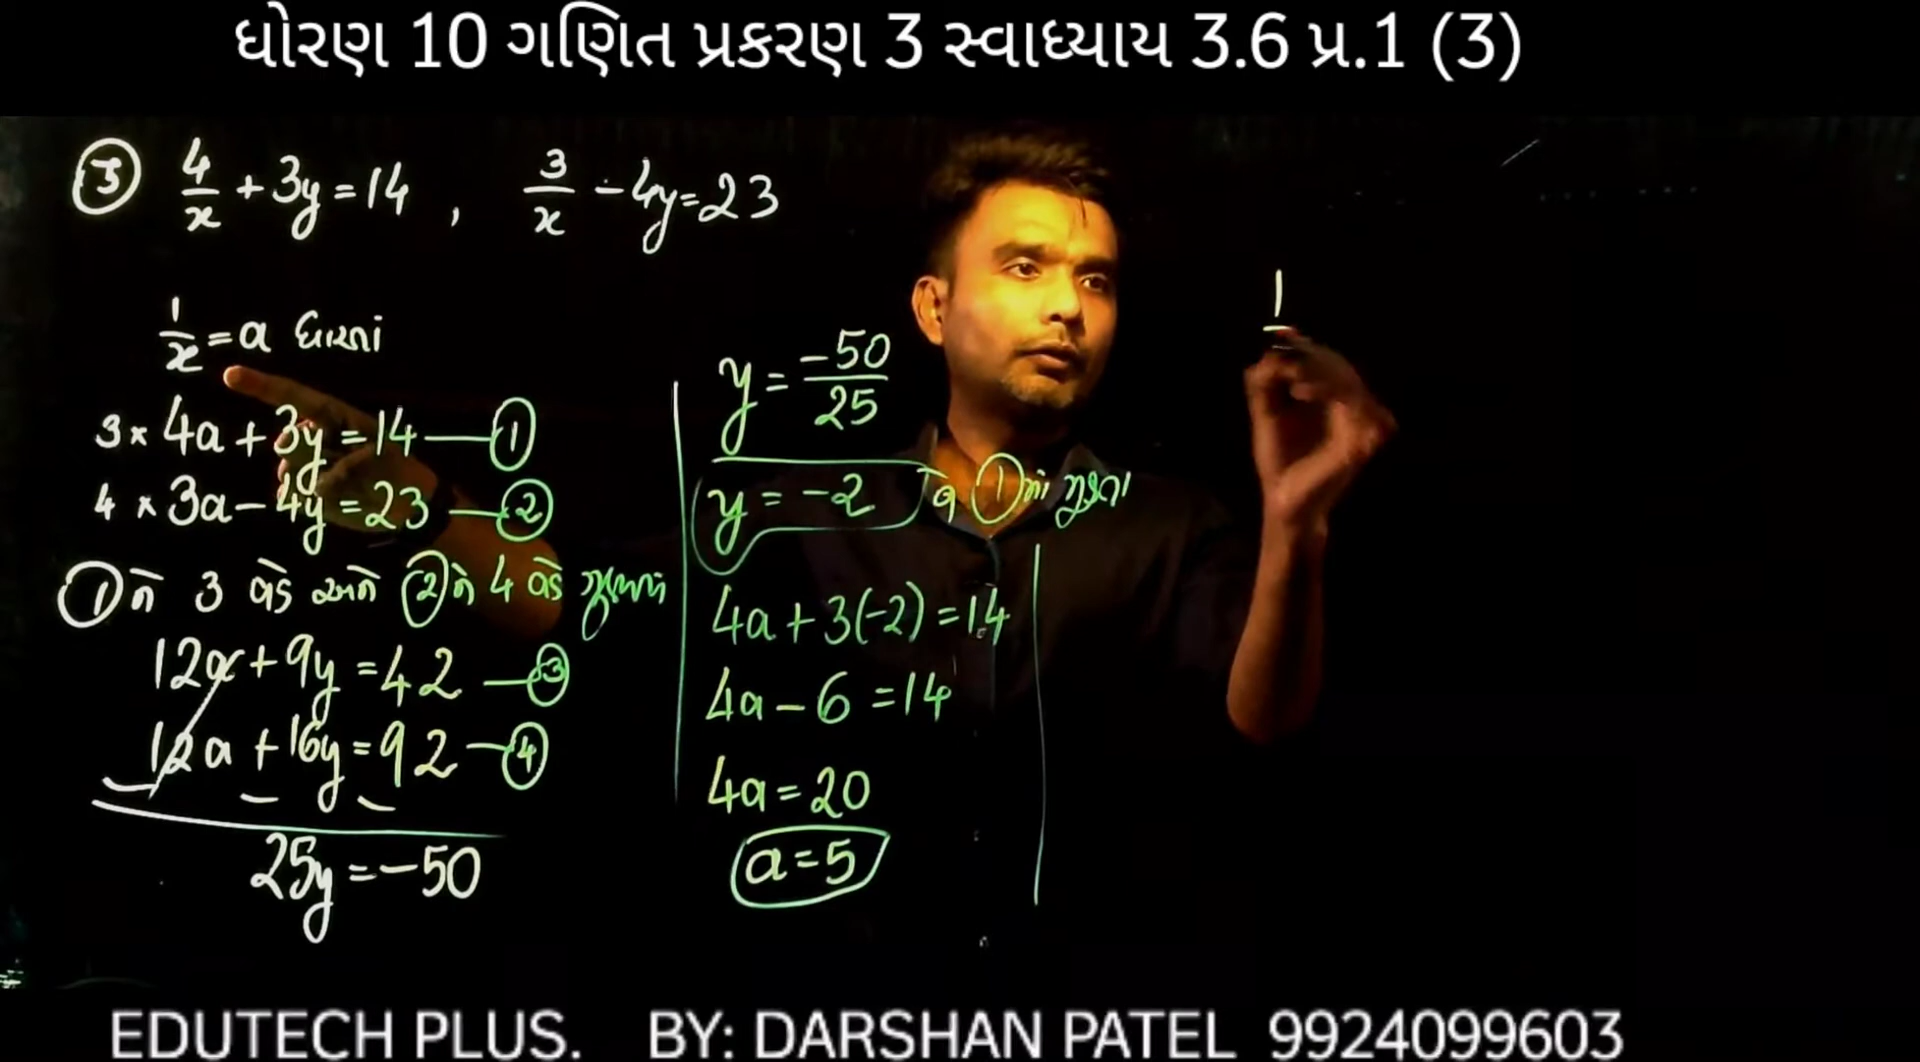 ધોરણ 10 ગણિત પ્રકરણ 3 સ્વાધ્યાય 3.6 પ્ર.1 (3)
③ 4/x + 3y = 14 , 3/x - 4y = 23
1/x = a ધારતાં
3 × 4a + 3y = 14 — ①
4 × 3a - 4y = 23 — ②
① ને 3 વડે અને ② ને 4 વડે ગુણતાં
12a + 9y = 42 — ③
12a + 16y = 92 — ④
— — —
25y = -50
y = -50/25
y = -2 ને ① માં મુકતા
4a + 3(-2) = 14
4a - 6 = 14
4a = 20
a = 5
1
EDUTECH PLUS. BY: DARSHAN PATEL 9924099603